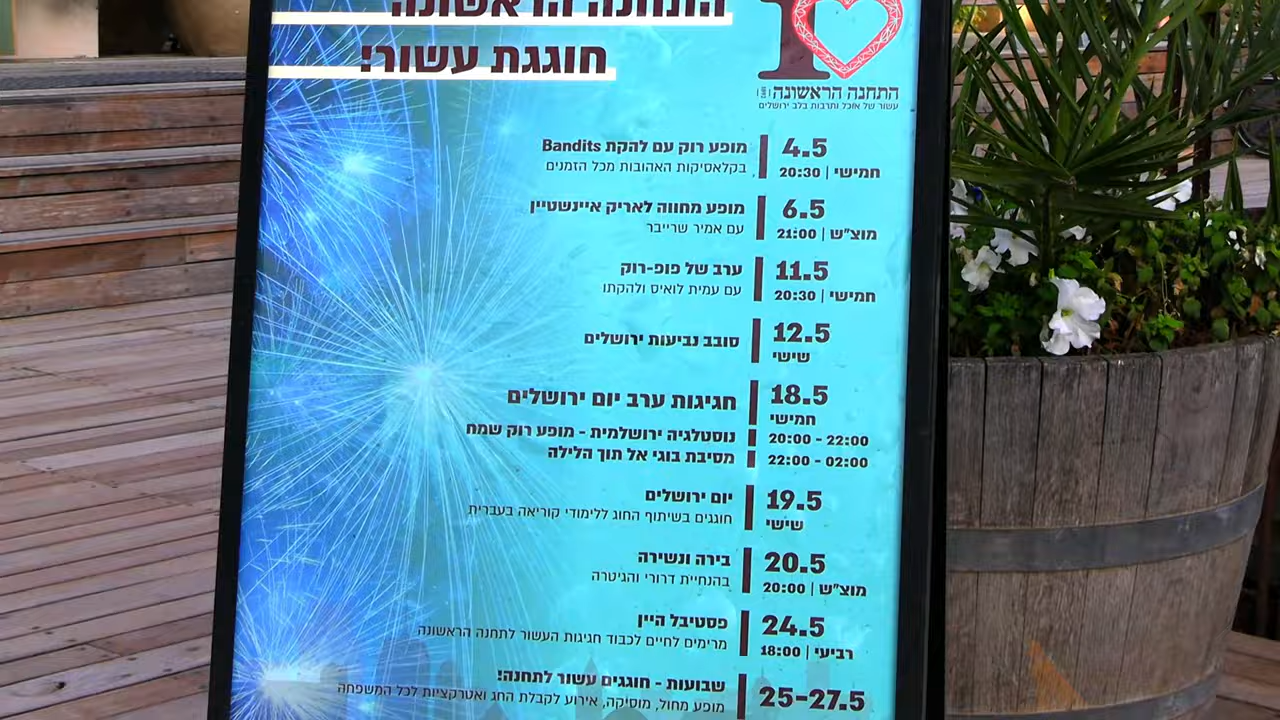 התחנה הראשונה
חוגגת עשור!
התחנה הראשונה
עשור של אוכל ותרבות בלב ירושלים
4.5
חמישי | 20:30
מופע רוק עם להקת Bandits
בקלאסיקות האהובות מכל הזמנים
6.5
מוצ"ש | 21:00
מופע מחווה לאריק איינשטיין
עם אמיר שרייבר
11.5
חמישי | 20:30
ערב של פופ-רוק
עם עמית לואיס ולהקתו
12.5
שישי
סובב נביעות ירושלים
18.5
חמישי
חגיגות ערב יום ירושלים
20:00 - 22:00 נוסטלגיה ירושלמית - מופע רוק שמח
22:00 - 02:00 מסיבת בוגי אל תוך הלילה
19.5
שישי
יום ירושלים
חוגגים בשיתוף החוג ללימודי קוריאה בעברית
20.5
מוצ"ש | 20:00
בירה ונשירה
בהנחיית דרורי והגיטרה
24.5
רביעי | 18:00
פסטיבל היין
מרימים לחיים לכבוד חגיגות העשור לתחנה הראשונה
25-27.5
שבועות - חוגגים עשור לתחנה!
מופע מחול, מוסיקה, אירוע לקבלת החג ואטרקציות לכל המשפחה